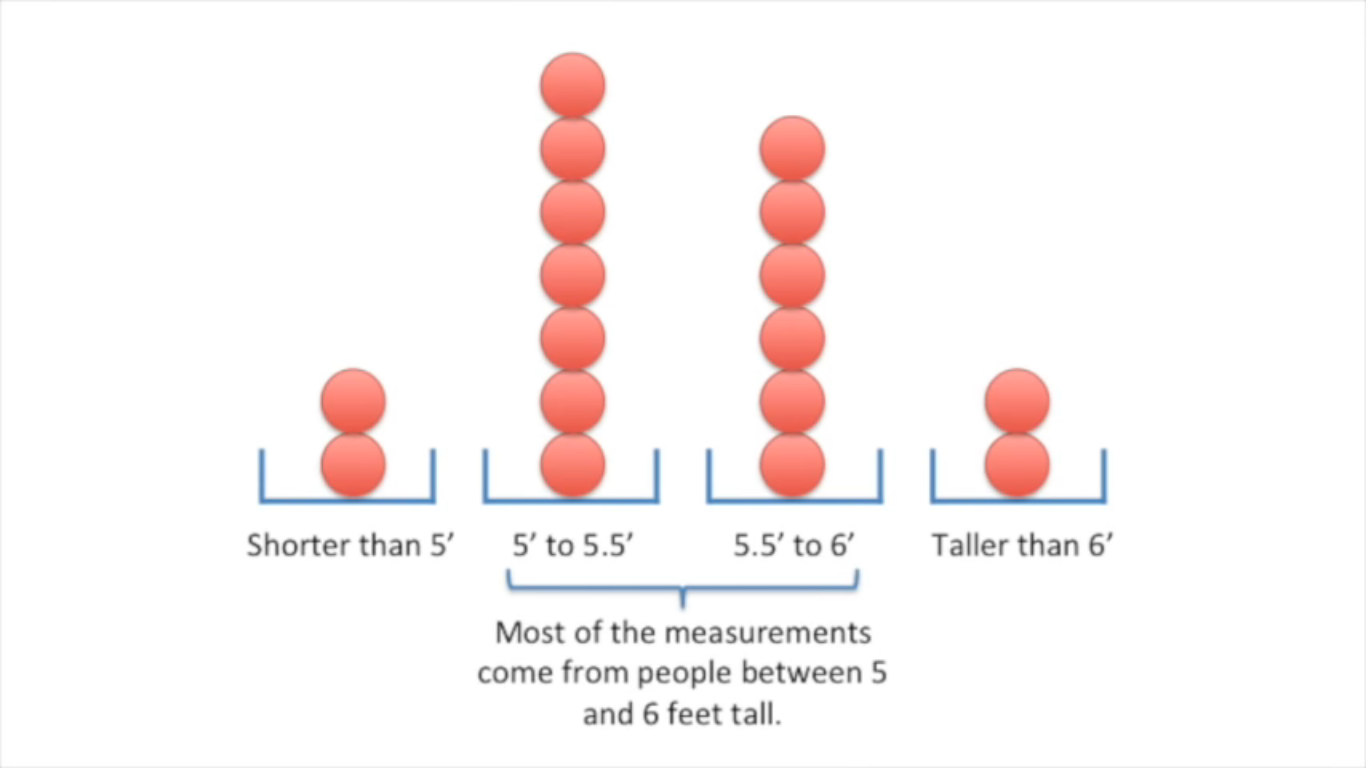 Shorter than 5′
5′ to 5.5′
5.5′ to 6′
Taller than 6′
Most of the measurements
come from people between 5
and 6 feet tall.